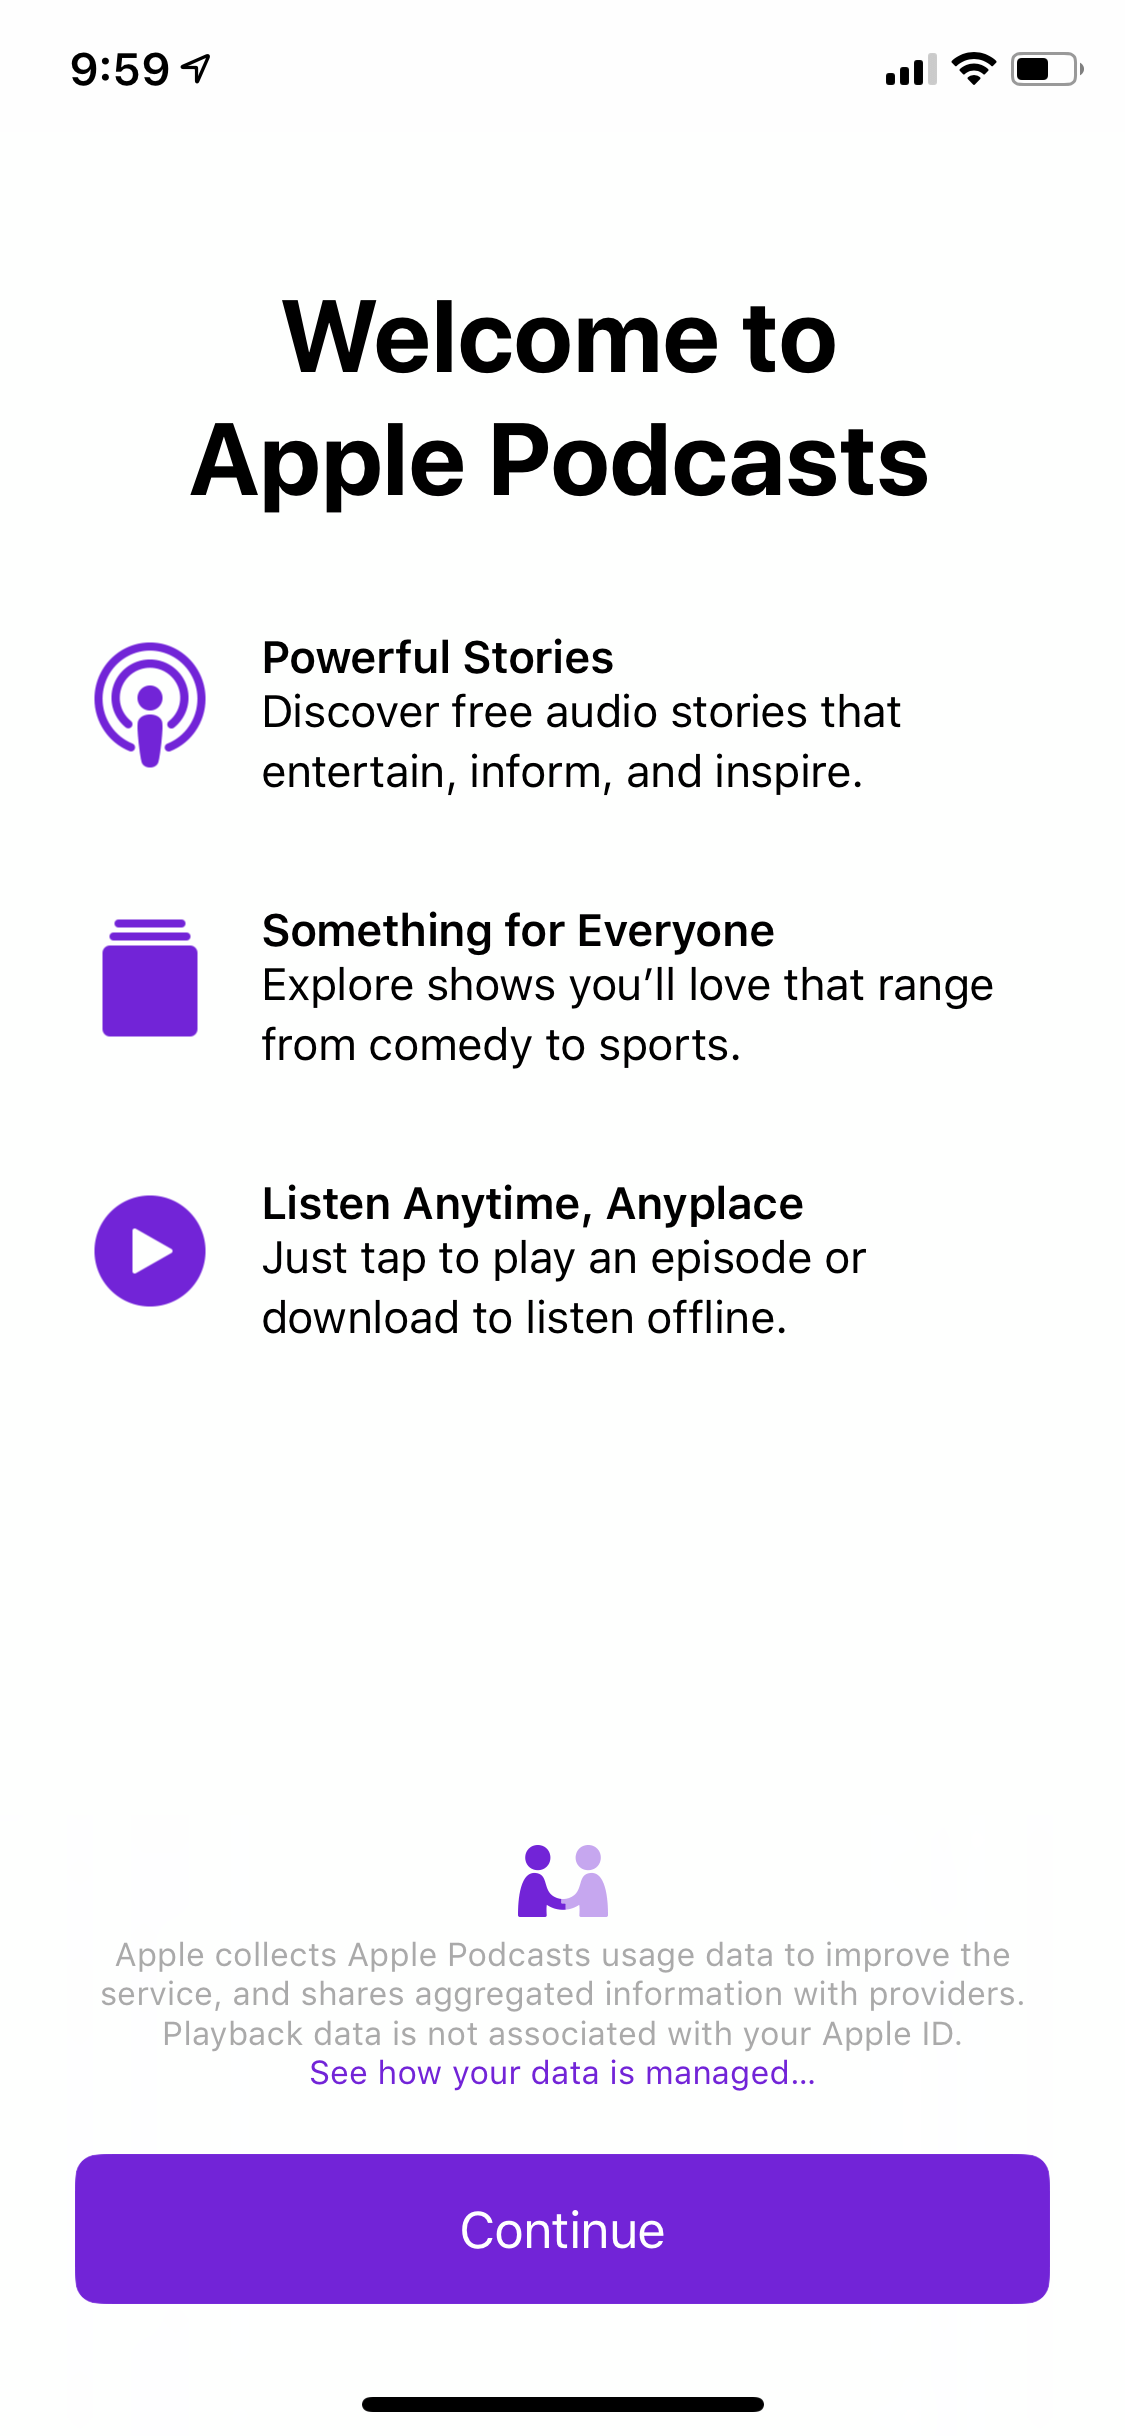 9:59
Welcome to
Apple Podcasts
Powerful Stories
Discover free audio stories that
entertain, inform, and inspire.
Something for Everyone
Explore shows you’ll love that range
from comedy to sports.
Listen Anytime, Anyplace
Just tap to play an episode or
download to listen offline.
Apple collects Apple Podcasts usage data to improve the
service, and shares aggregated information with providers.
Playback data is not associated with your Apple ID.
See how your data is managed...
Continue